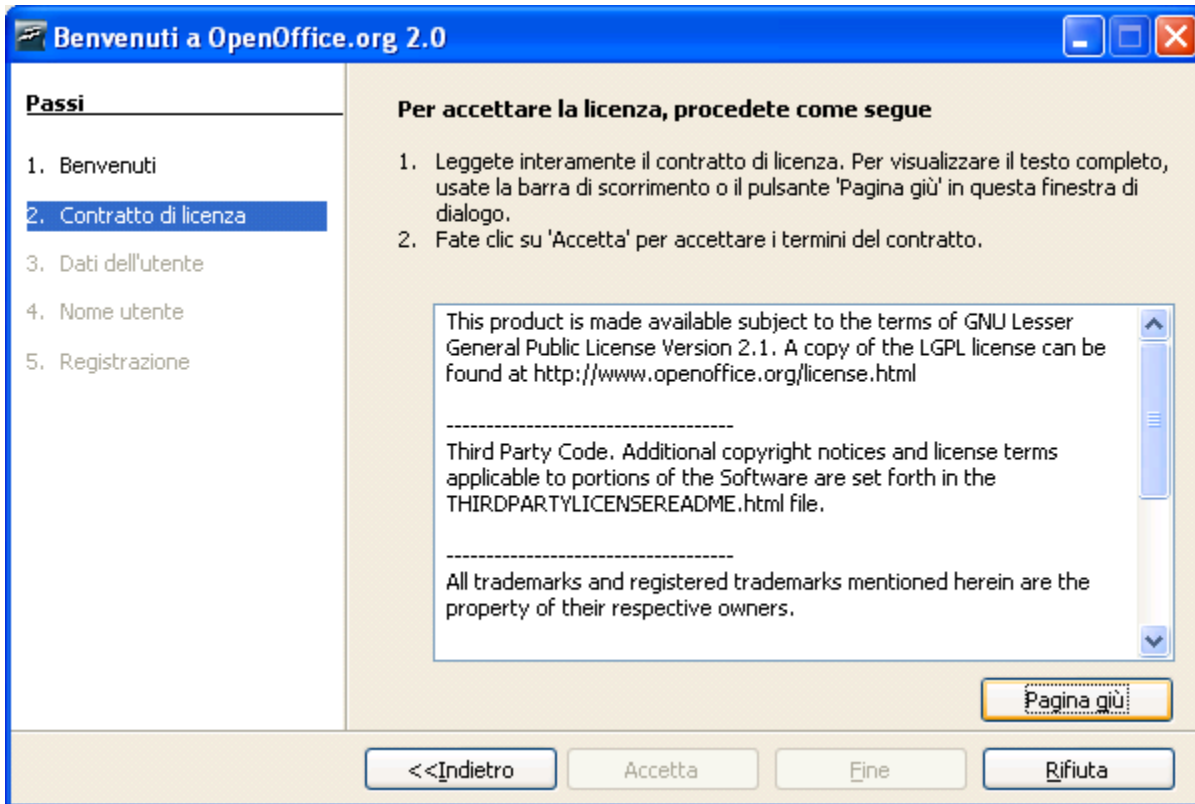 Benvenuti a OpenOffice.org 2.0
Passi
1. Benvenuti
2. Contratto di licenza
3. Dati dell'utente
4. Nome utente
5. Registrazione
Per accettare la licenza, procedete come segue
1. Leggete interamente il contratto di licenza. Per visualizzare il testo completo,
usate la barra di scorrimento o il pulsante 'Pagina giù' in questa finestra di
dialogo.
2. Fate clic su 'Accetta' per accettare i termini del contratto.
This product is made available subject to the terms of GNU Lesser
General Public License Version 2.1. A copy of the LGPL license can be
found at http://www.openoffice.org/license.html
------------------------------------
Third Party Code. Additional copyright notices and license terms
applicable to portions of the Software are set forth in the
THIRDPARTYLICENSEREADME.html file.
------------------------------------
All trademarks and registered trademarks mentioned herein are the
property of their respective owners.
Pagina giù
<<Indietro
Accetta
Fine
Rifiuta